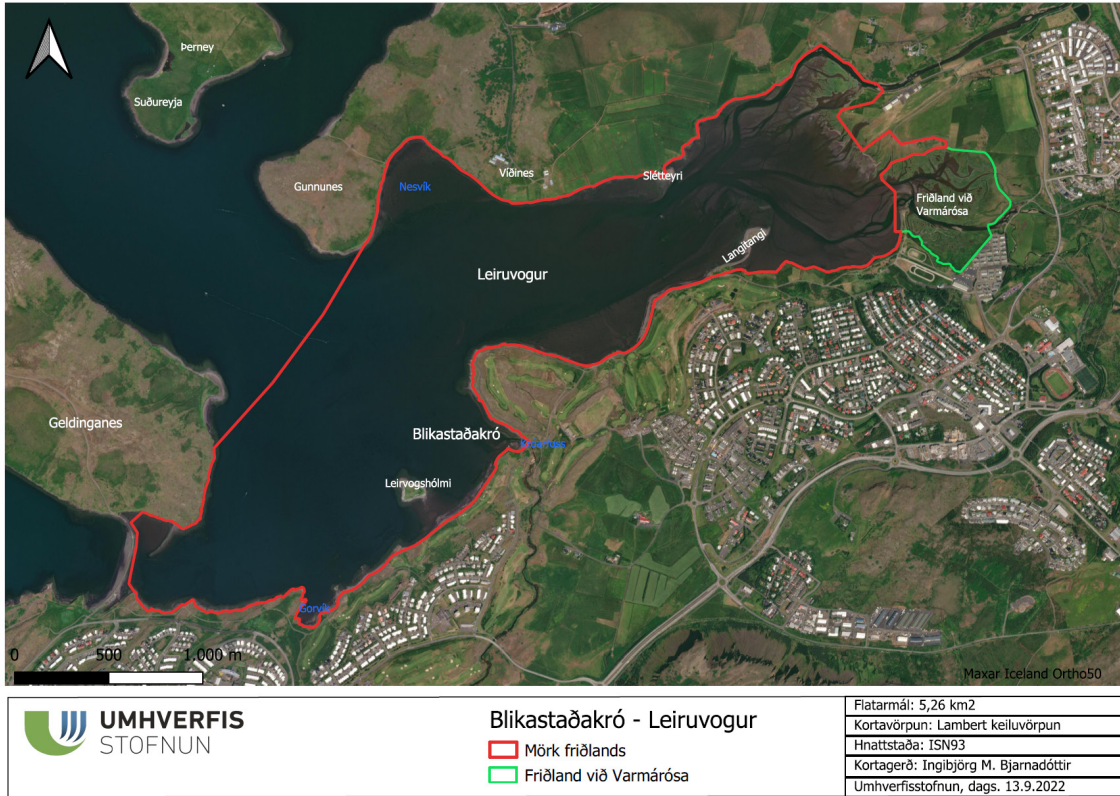 Þerney
Suðureyja
Gunnunes
Nesvík
Víðines
Slétteyri
Friðland við
Varmárósa
Langitangi
Leiruvogur
Geldinganes
Blikastaðakró
Leirvogshólmi
Gorvík
0 500 1.000 m
Maxar Iceland Ortho50
UMHVERFIS
STOFNUN
Blikastaðakró - Leiruvogur
Mörk friðlands
Friðland við Varmárósa
Flatarmál: 5,26 km2
Kortavörpun: Lambert keiluvörpun
Hnattstaða: ISN93
Kortagerð: Ingibjörg M. Bjarnadóttir
Umhverfisstofnun, dags. 13.9.2022